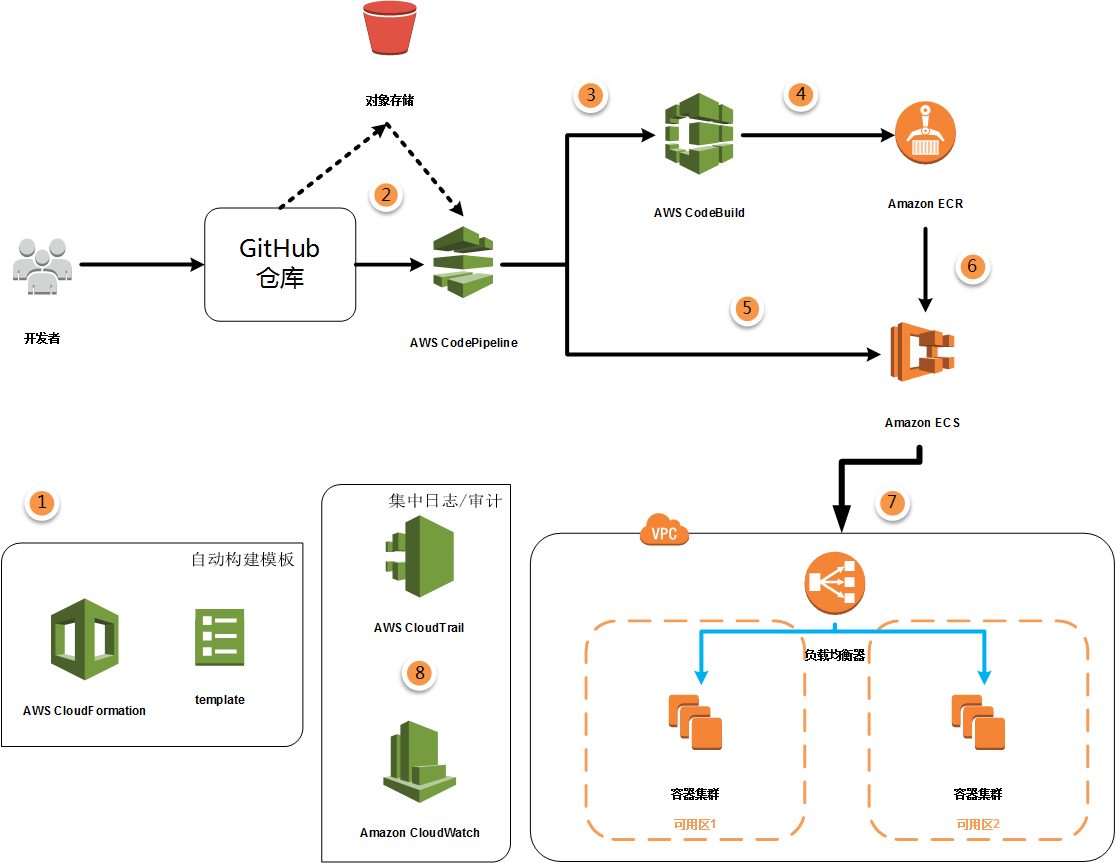 对象存储
3
4
2
GitHub
仓库
AWS CodeBuild
Amazon ECR
6
5
开发者
AWS CodePipeline
Amazon ECS
1
自动构建模板
AWS CloudFormation
template
集中日志/审计
AWS CloudTrail
8
Amazon CloudWatch
7
VPC
负载均衡器
容器集群
可用区1
容器集群
可用区2